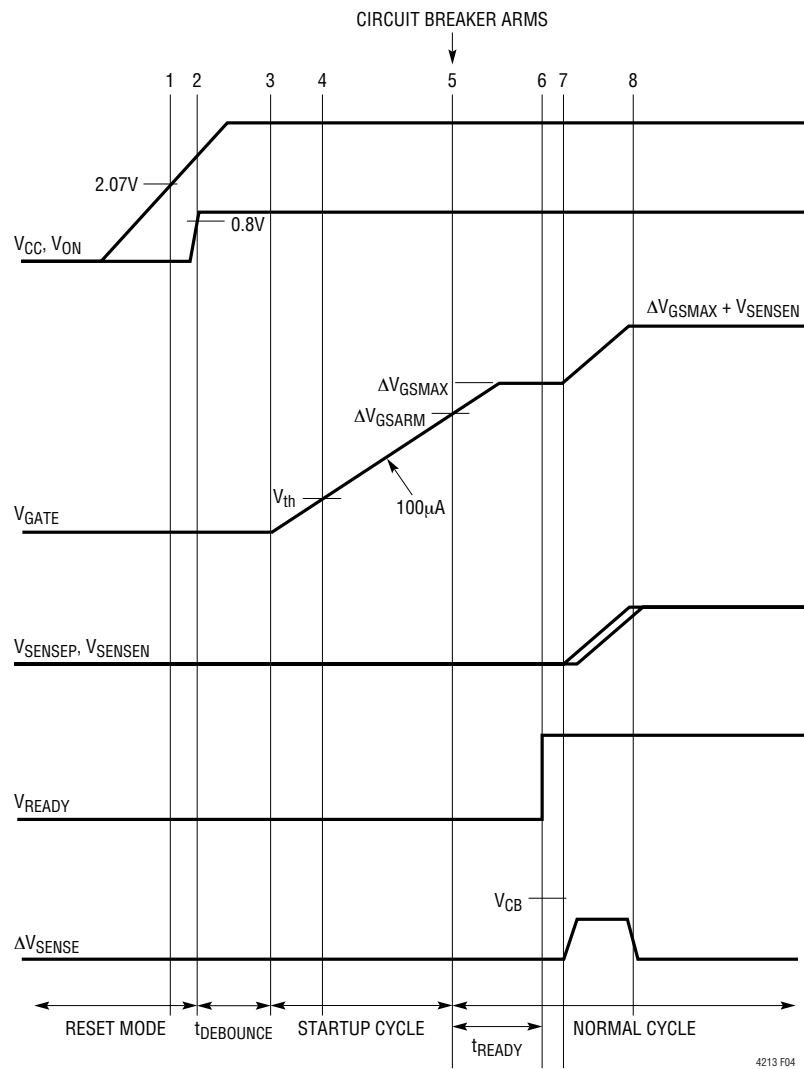 CIRCUIT BREAKER ARMS
1 2 3 4 5 6 7 8
2.07V
0.8V
VCC, VON
ΔVGSMAX + VSENSEN
ΔVGSMAX
ΔVGSARM
Vth
100μA
VGATE
VSENSEP, VSENSEN
VREADY
VCB
ΔVSENSE
RESET MODE tDEBOUNCE STARTUP CYCLE tREADY NORMAL CYCLE
4213 F04